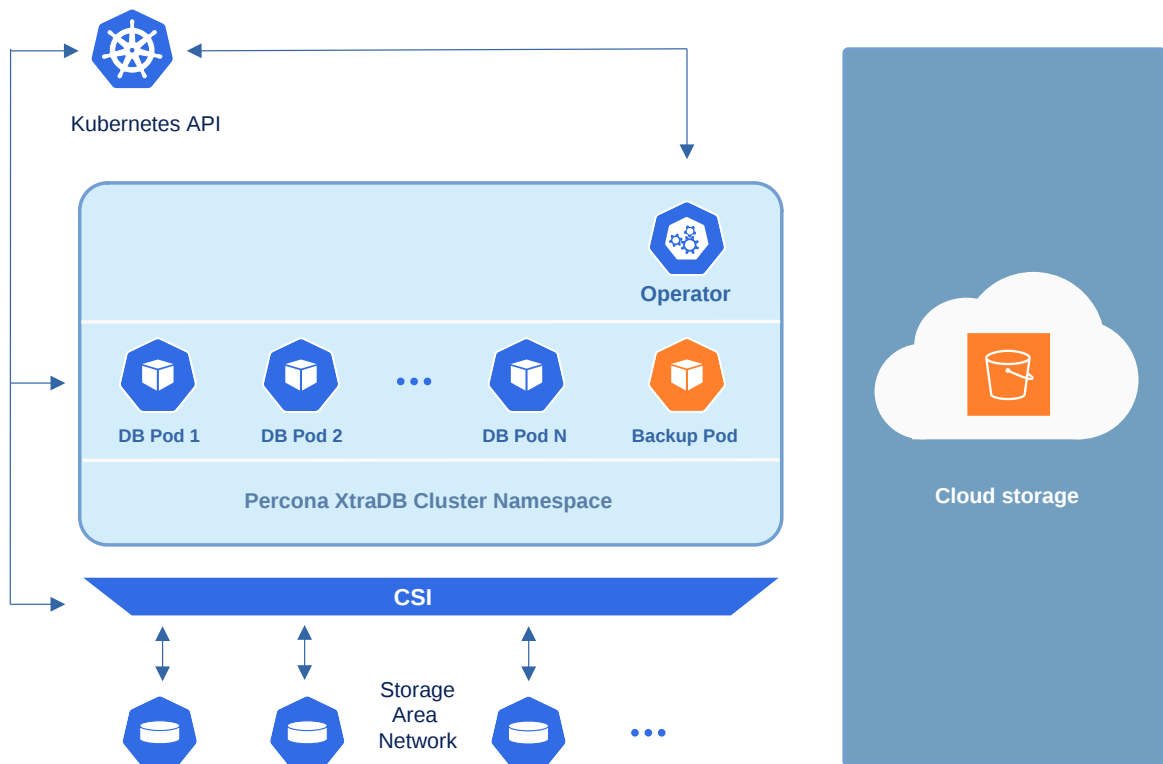 Kubernetes API
Operator
DB Pod 1
DB Pod 2
DB Pod N
Backup Pod
Percona XtraDB Cluster Namespace
Cloud storage
CSI
Storage
Area
Network